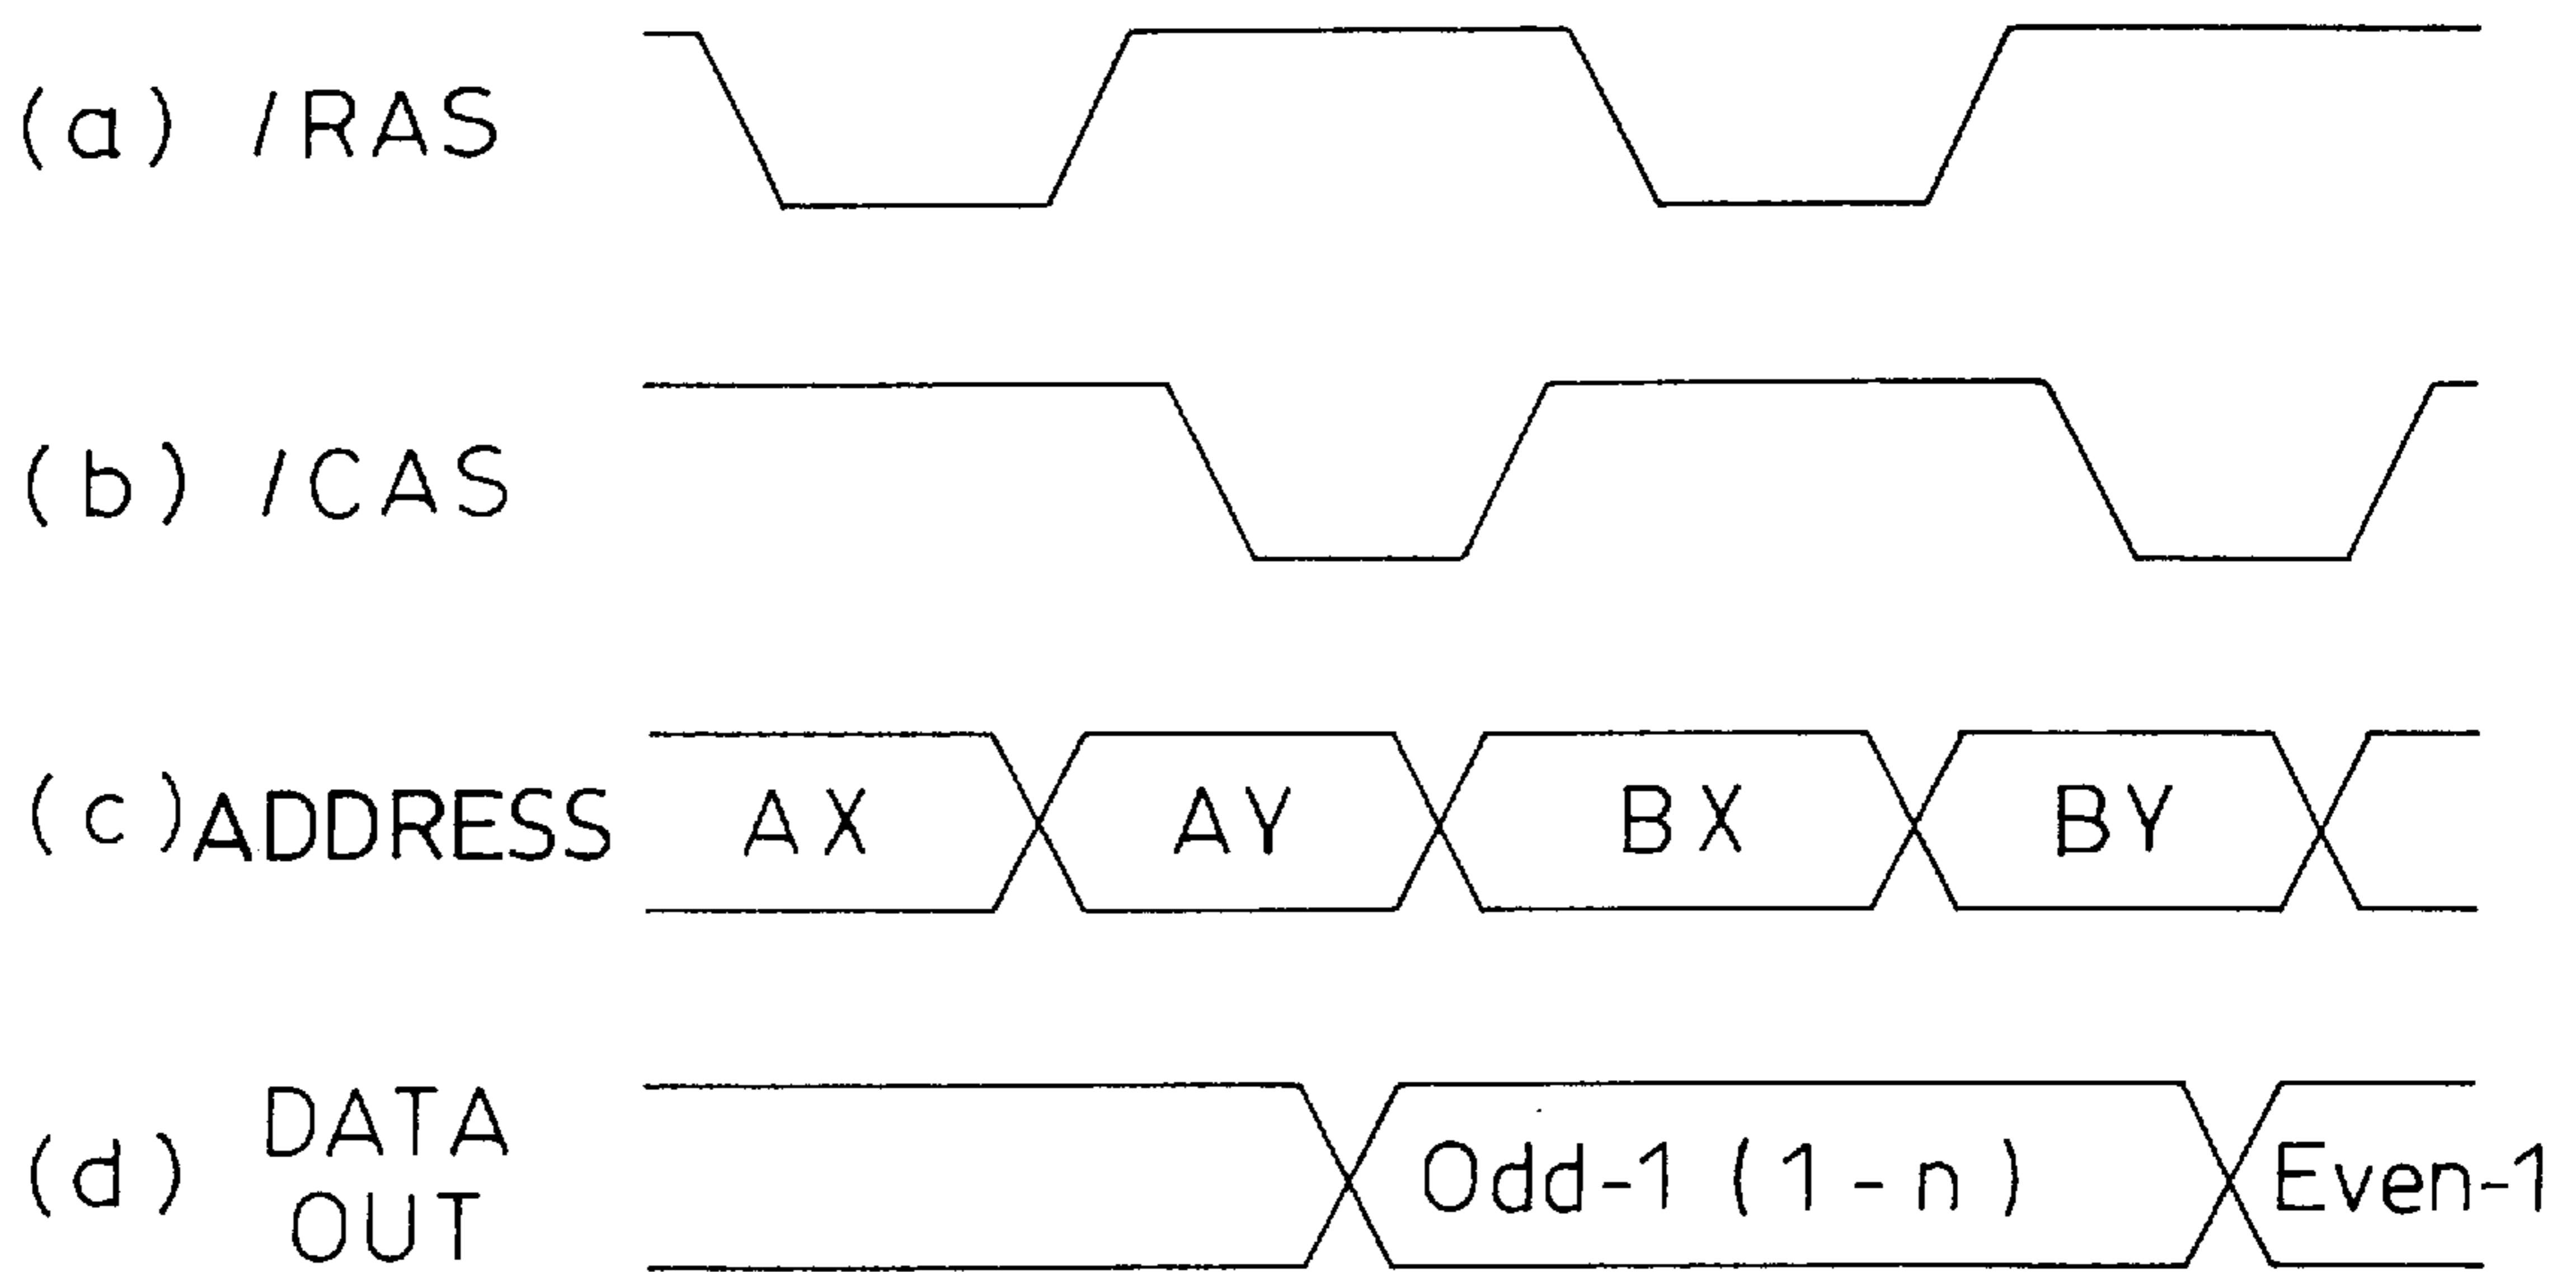 (a) /RAS
(b) /CAS
(c) ADDRESS AX AY BX BY
(d) DATA OUT Odd-1 (1-n) Even-1